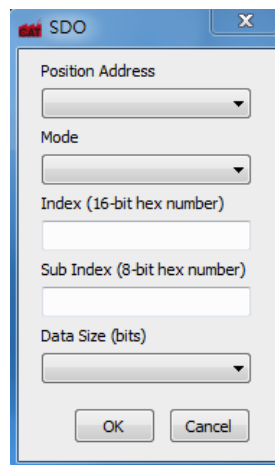 CAT SDO
X
Position Address
Mode
Index (16-bit hex number)
Sub Index (8-bit hex number)
Data Size (bits)
OK Cancel